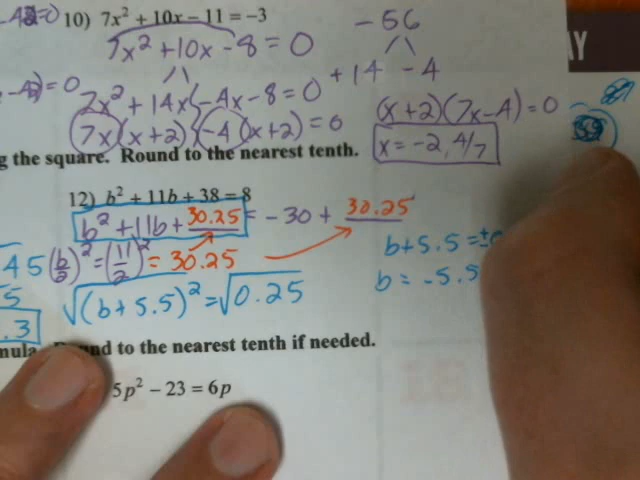 10) 7x² + 10x – 11 = –3
- 56
7x² + 10x - 8 = 0
+14 -4
7x² + 14x - 4x - 8 = 0
7x (x+2) -4 (x+2) = 0
(x+2)(7x-4) = 0
x = -2, 4/7
g the square. Round to the nearest tenth.
12) b² + 11b + 38 = 8
b² + 11b + 30.25 = -30 + 30.25
(b/2)² = (11/2)² = 30.25
b + 5.5 = ±
√(b + 5.5)² = √0.25
b = -5.5
45
5
.3
nd to the nearest tenth if needed.
5p² – 23 = 6p